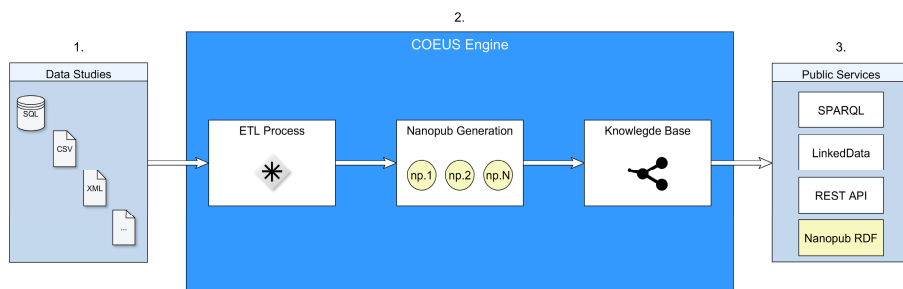 1.
Data Studies
SQL
CSV
XML
...
2.
COEUS Engine
ETL Process
Nanopub Generation
np.1 np.2 np.N
Knowlegde Base
3.
Public Services
SPARQL
LinkedData
REST API
Nanopub RDF